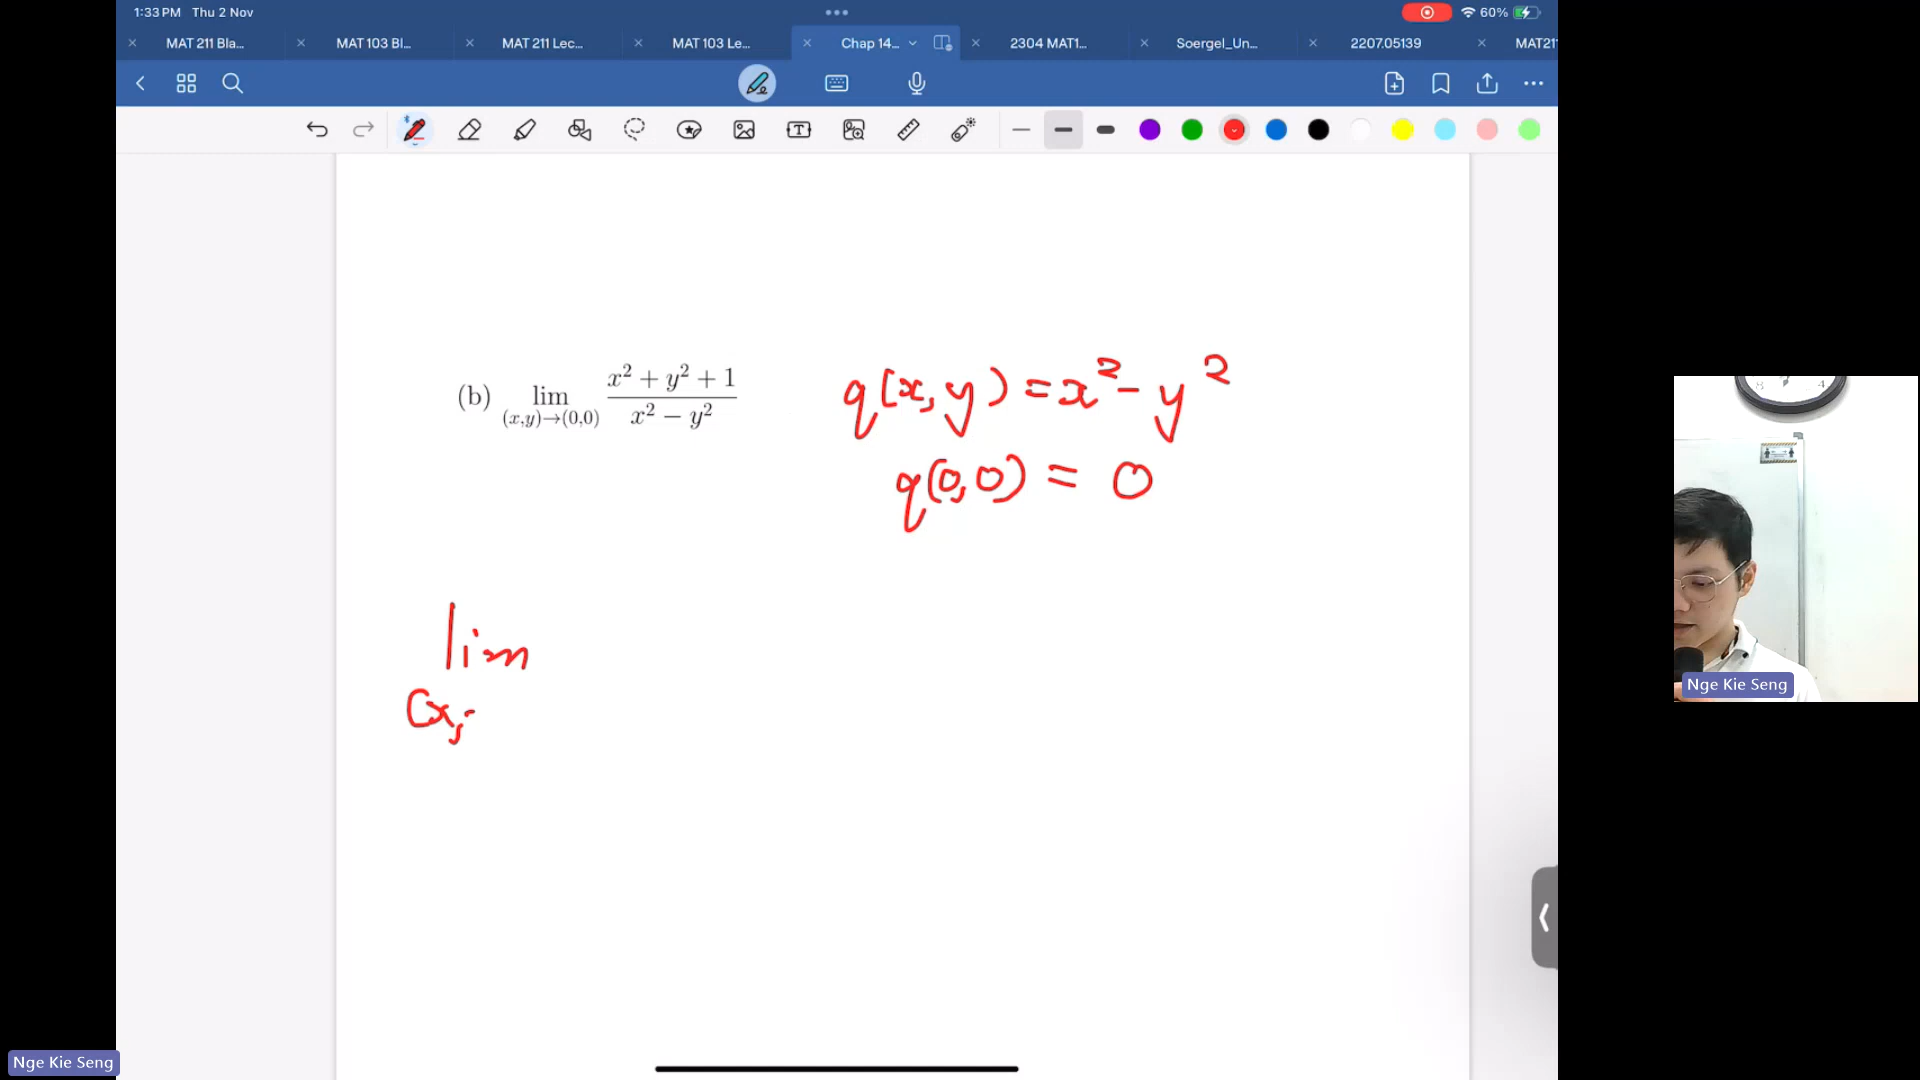 1:33 PM Thu 2 Nov
60%
MAT 211 Bla...
MAT 103 Bl...
MAT 211 Lec...
MAT 103 Le...
Chap 14...
2304 MAT1...
Soergel_Un...
2207.05139
MAT21
(b) lim (x,y)→(0,0) x² + y² + 1 / x² − y²
q(x,y) = x² − y²
q(0,0) = 0
lim
(x,
Nge Kie Seng
Nge Kie Seng